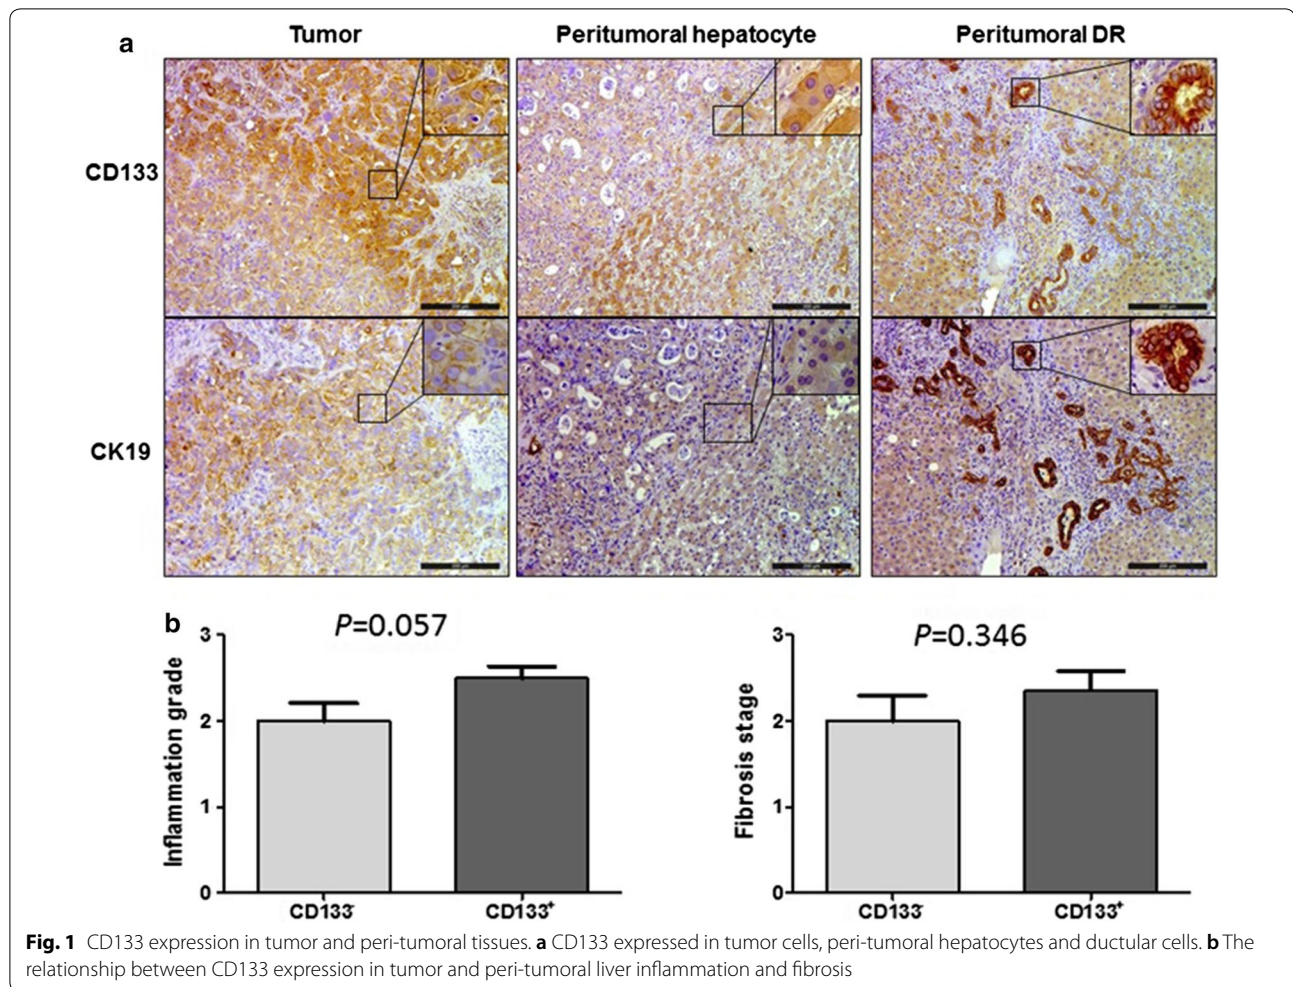 a
Tumor
Peritumoral hepatocyte
Peritumoral DR
CD133
CK19
b
P=0.057
Inflammation grade
3
2
1
0
CD133-
CD133+
P=0.346
Fibrosis stage
3
2
1
0
CD133-
CD133+
Fig. 1 CD133 expression in tumor and peri-tumoral tissues. a CD133 expressed in tumor cells, peri-tumoral hepatocytes and ductular cells. b The
relationship between CD133 expression in tumor and peri-tumoral liver inflammation and fibrosis